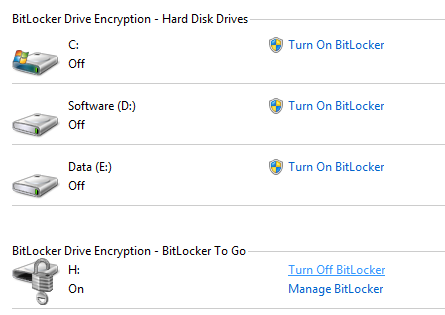 BitLocker Drive Encryption - Hard Disk Drives
C:
Off
Turn On BitLocker
Software (D:)
Off
Turn On BitLocker
Data (E:)
Off
Turn On BitLocker
BitLocker Drive Encryption - BitLocker To Go
H:
On
Turn Off BitLocker
Manage BitLocker